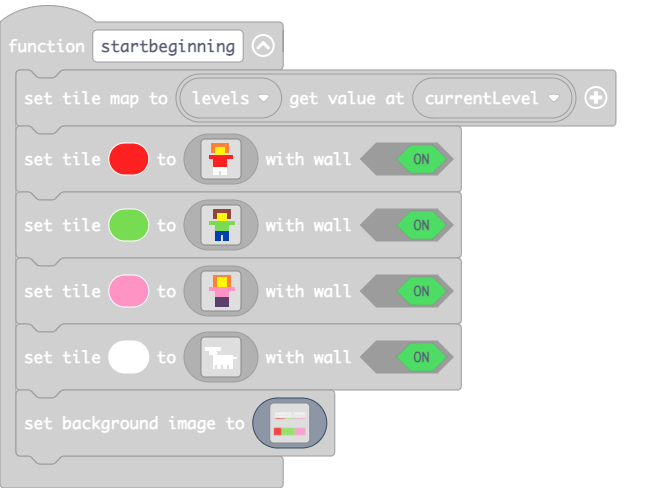 function startbeginning
set tile map to levels get value at currentLevel
set tile to with wall ON
set tile to with wall ON
set tile to with wall ON
set tile to with wall ON
set background image to